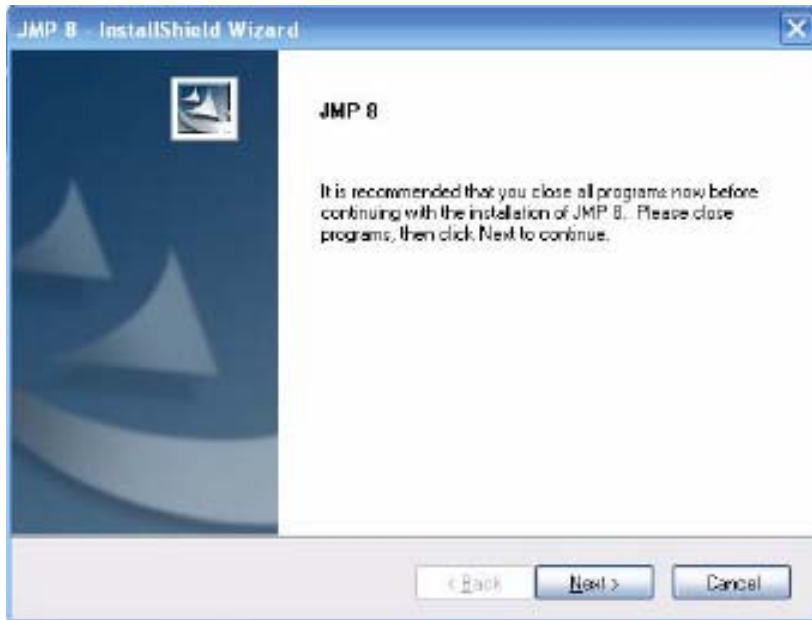 JMP 8 - InstallShield Wizard
JMP 8
It is recommended that you close all programs now before
continuing with the installation of JMP 8. Please close
programs, then click Next to continue.
< Back
Next >
Cancel